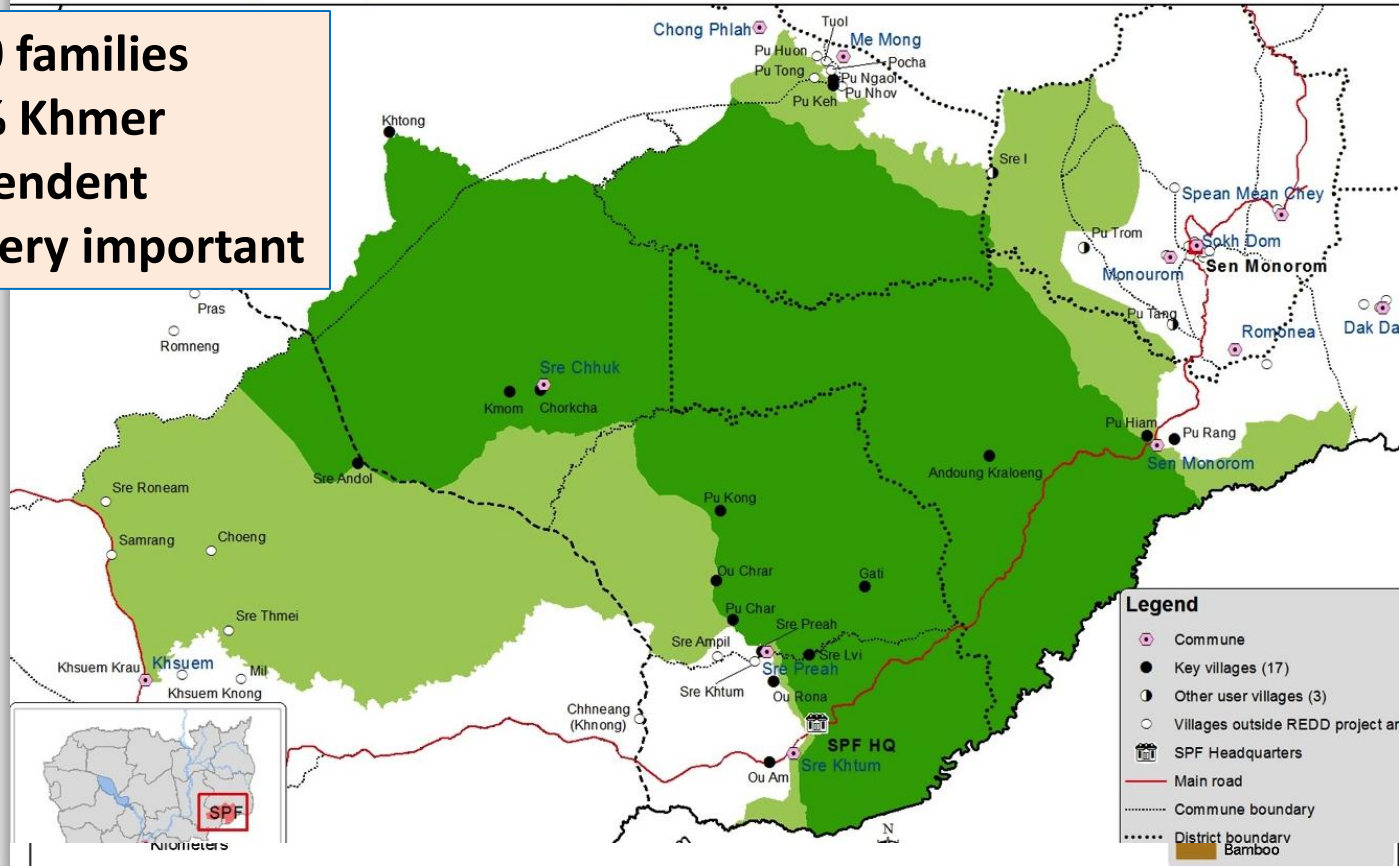 families
Khmer
very important
Chong Phlah
Tuol
Me Mong
Pu Huon
Pocha
Pu Tong
Pu Ngaol
Pu Nhov
Pu Keh
Khtong
Sre I
Spean Mean Chey
Pu Trom
Sokh Dom
Sen Monorom
Monourom
Pras
Pu Tang
Romonea
Dak Da
Romneng
Sre Chhuk
Kmom
Chorkcha
Pu Hiam
Pu Rang
Sen Monorom
Andoung Kraloeng
Sre Andol
Sre Roneam
Pu Kong
Samrang
Choeng
Ou Chrar
Gati
Pu Char
Sre Thmei
Sre Preah
Sre Ampil
Sre Lvi
Khsuem Krau
Khsuem
Mil
Sre Preah
Khsuem Knong
Sre Khtum
Ou Rona
Chhneang
(Khnong)
SPF HQ
Ou Am
Sre Khtum
SPF
Kilometers
N
Legend
Commune
Key villages (17)
Other user villages (3)
Villages outside REDD project
SPF Headquarters
Main road
Commune boundary
District boundary
Bamboo